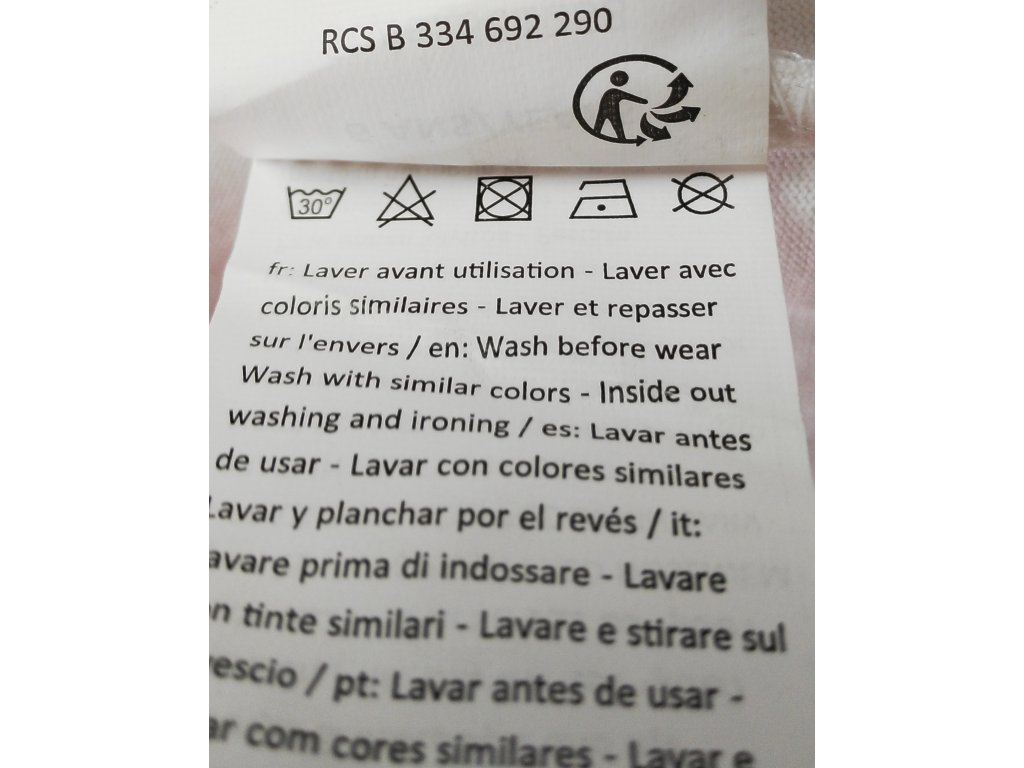 RCS B 334 692 290
30°
fr: Laver avant utilisation - Laver avec
coloris similaires - Laver et repasser
sur l'envers / en: Wash before wear
Wash with similar colors - Inside out
washing and ironing / es: Lavar antes
de usar - Lavar con colores similares
Lavar y planchar por el revés / it:
avare prima di indossare - Lavare
n tinte similari - Lavare e stirare sul
escio / pt: Lavar antes de usar -
ar com cores similares - Lavar e